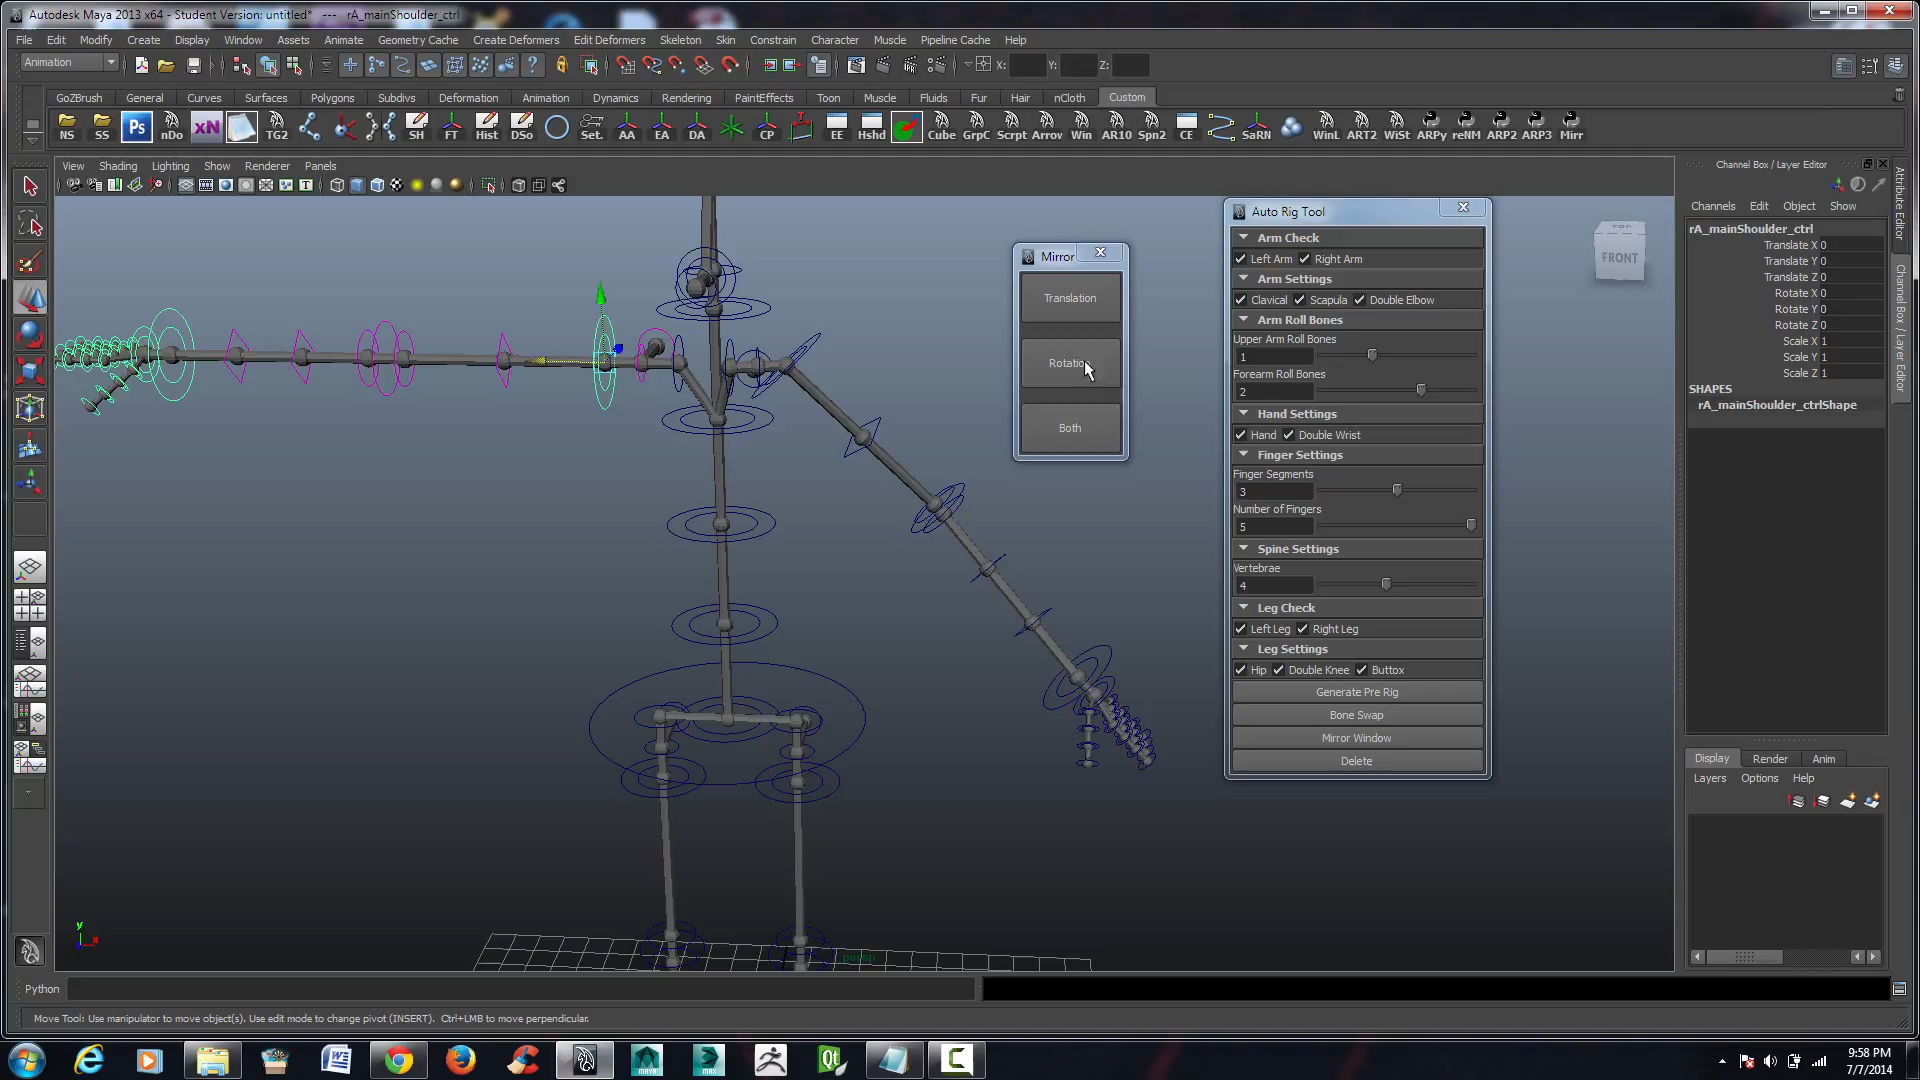 Autodesk Maya 2013 x64 - Student Version: untitled* --- rA_mainShoulder_ctrl
File Edit Modify Create Display Window Assets Animate Geometry Cache Create Deformers Edit Deformers Skeleton Skin Constrain Character Muscle Pipeline Cache Help
Animation X: Y: Z:
GoZBrush General Curves Surfaces Polygons Subdivs Deformation Animation Dynamics Rendering PaintEffects Toon Muscle Fluids Fur Hair nCloth Custom
NS SS Ps nDo xN TG2 SH FT Hist DSo Set. AA EA DA CP EE Hshd Cube GrpC Scrpt Arrov Win AR10 Spn2 CE SaRN WinL ART2 WiSt ARPy reNM ARP2 ARP3 Mirr
View Shading Lighting Show Renderer Panels
Mirror
Translation
Rotation
Both
Auto Rig Tool
Arm Check
Left Arm Right Arm
Arm Settings
Clavical Scapula Double Elbow
Arm Roll Bones
Upper Arm Roll Bones
1
Forearm Roll Bones
2
Hand Settings
Hand Double Wrist
Finger Settings
Finger Segments
3
Number of Fingers
5
Spine Settings
Vertebrae
4
Leg Check
Left Leg Right Leg
Leg Settings
Hip Double Knee Buttox
Generate Pre Rig
Bone Swap
Mirror Window
Delete
TOP
FRONT
persp
y
x
Channel Box / Layer Editor
Channels Edit Object Show
rA_mainShoulder_ctrl
Translate X 0
Translate Y 0
Translate Z 0
Rotate X 0
Rotate Y 0
Rotate Z 0
Scale X 1
Scale Y 1
Scale Z 1
SHAPES
rA_mainShoulder_ctrlShape
Attribute Editor
Channel Box / Layer Editor
Display Render Anim
Layers Options Help
Python
Move Tool: Use manipulator to move object(s). Use edit mode to change pivot (INSERT). Ctrl+LMB to move perpendicular.
9:58 PM
7/7/2014